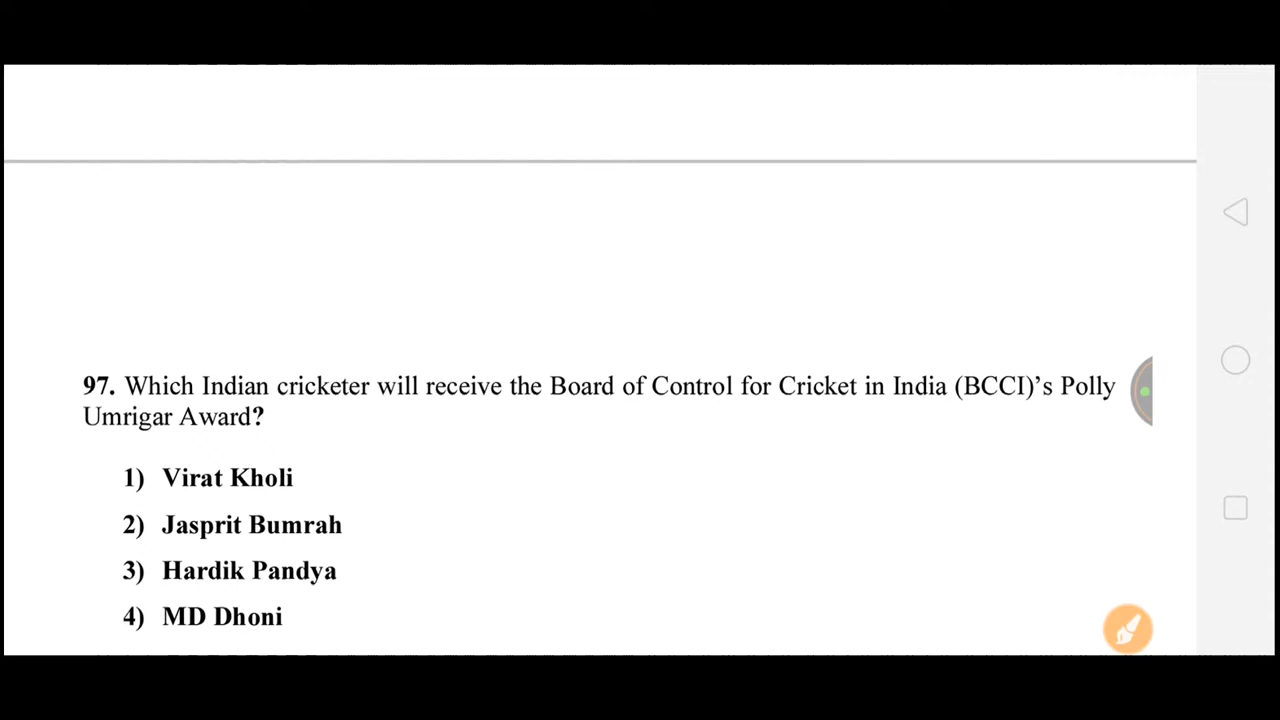 97. Which Indian cricketer will receive the Board of Control for Cricket in India (BCCI)’s Polly
Umrigar Award?
1) Virat Kholi
2) Jasprit Bumrah
3) Hardik Pandya
4) MD Dhoni